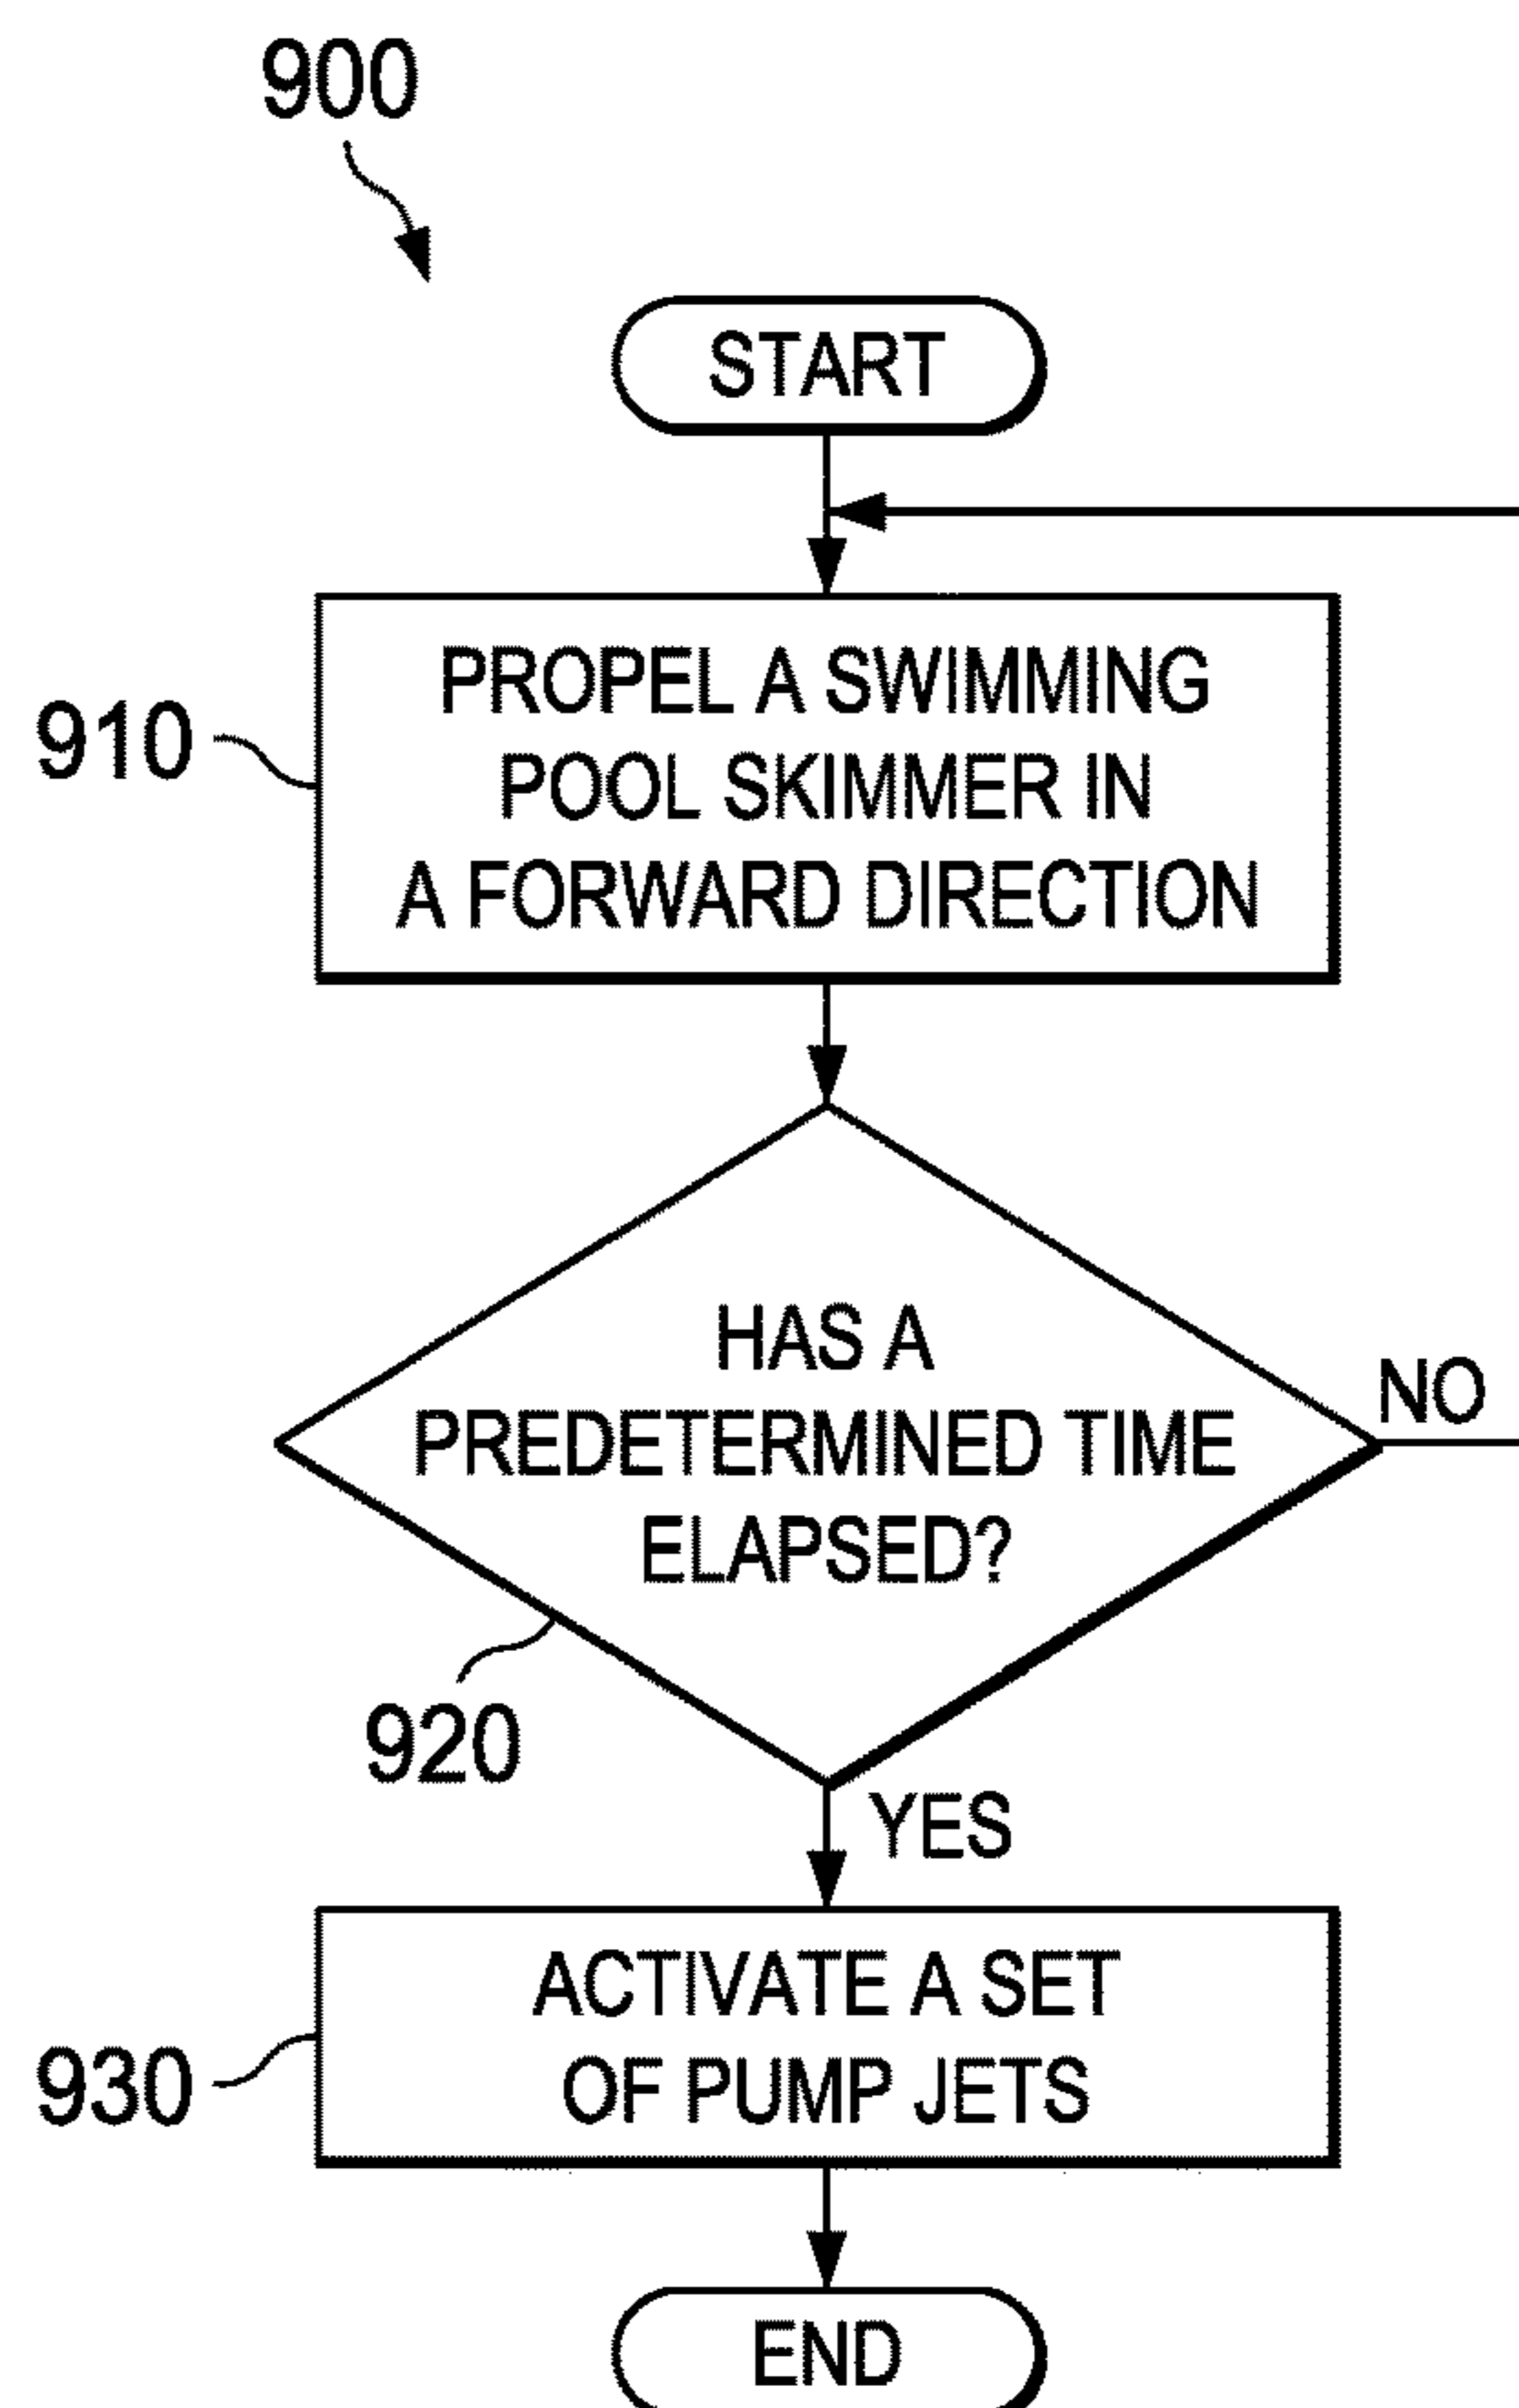 900
START
PROPEL A SWIMMING
POOL SKIMMER IN
A FORWARD DIRECTION
910
HAS A
PREDETERMINED TIME
ELAPSED?
NO
920
YES
ACTIVATE A SET
OF PUMP JETS
930
END